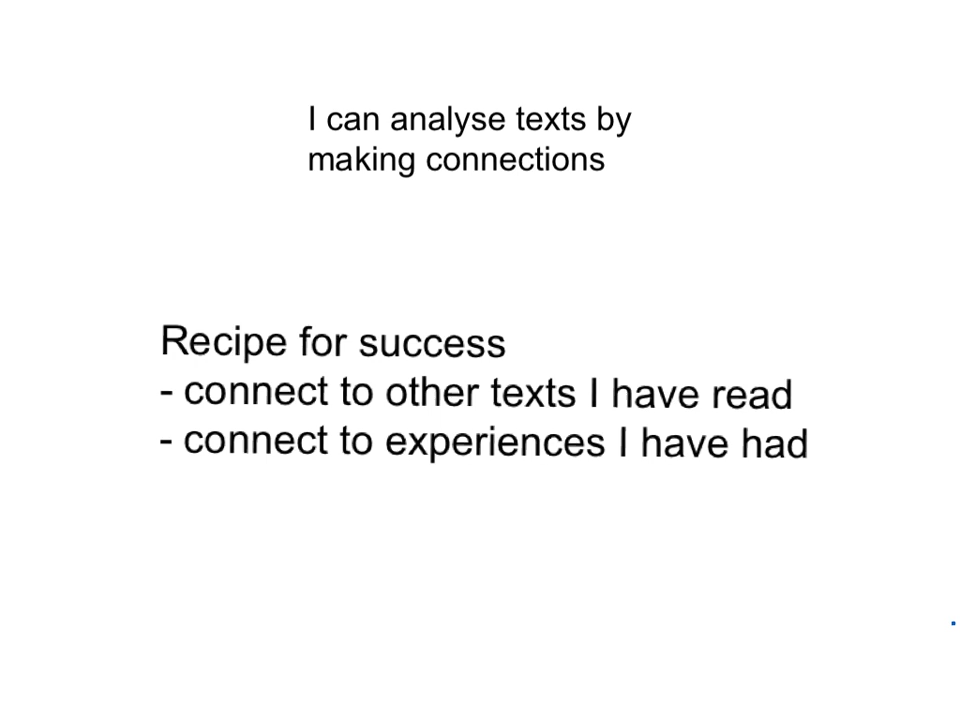 I can analyse texts by
making connections
Recipe for success
- connect to other texts I have read
- connect to experiences I have had